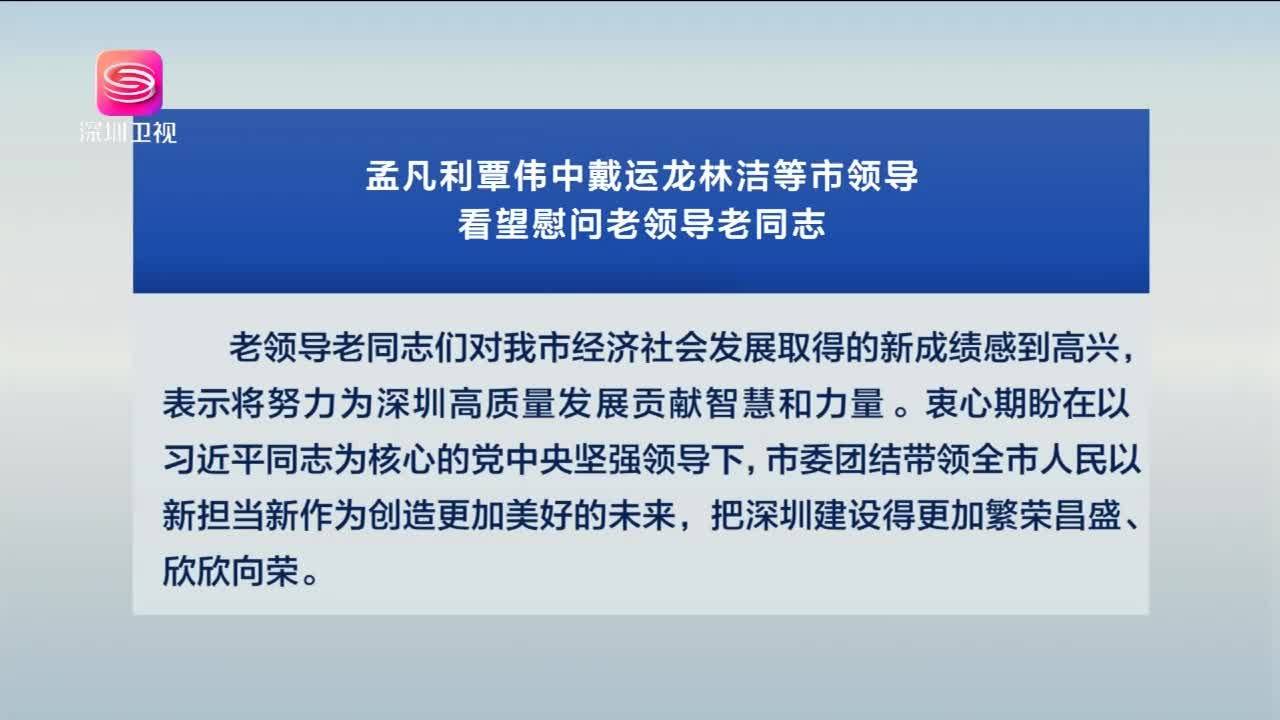 深圳卫视
孟凡利覃伟中戴运龙林洁等市领导
看望慰问老领导老同志
老领导老同志们对我市经济社会发展取得的新成绩感到高兴，
表示将努力为深圳高质量发展贡献智慧和力量。衷心期盼在以
习近平同志为核心的党中央坚强领导下，市委团结带领全市人民以
新担当新作为创造更加美好的未来，把深圳建设得更加繁荣昌盛、
欣欣向荣。